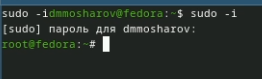 sudo -idmmosharov@fedora:~$ sudo -i
[sudo] пароль для dmmosharov:
root@fedora:~#